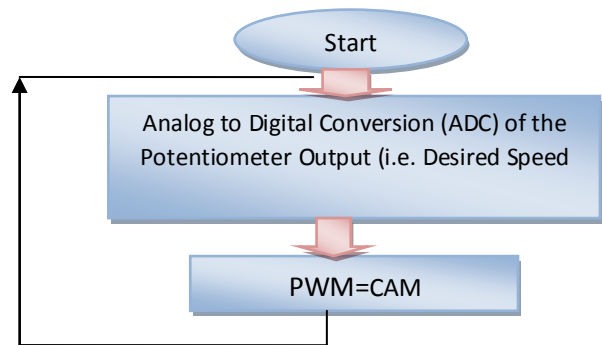 Start
Analog to Digital Conversion (ADC) of the
Potentiometer Output (i.e. Desired Speed
PWM=CAM